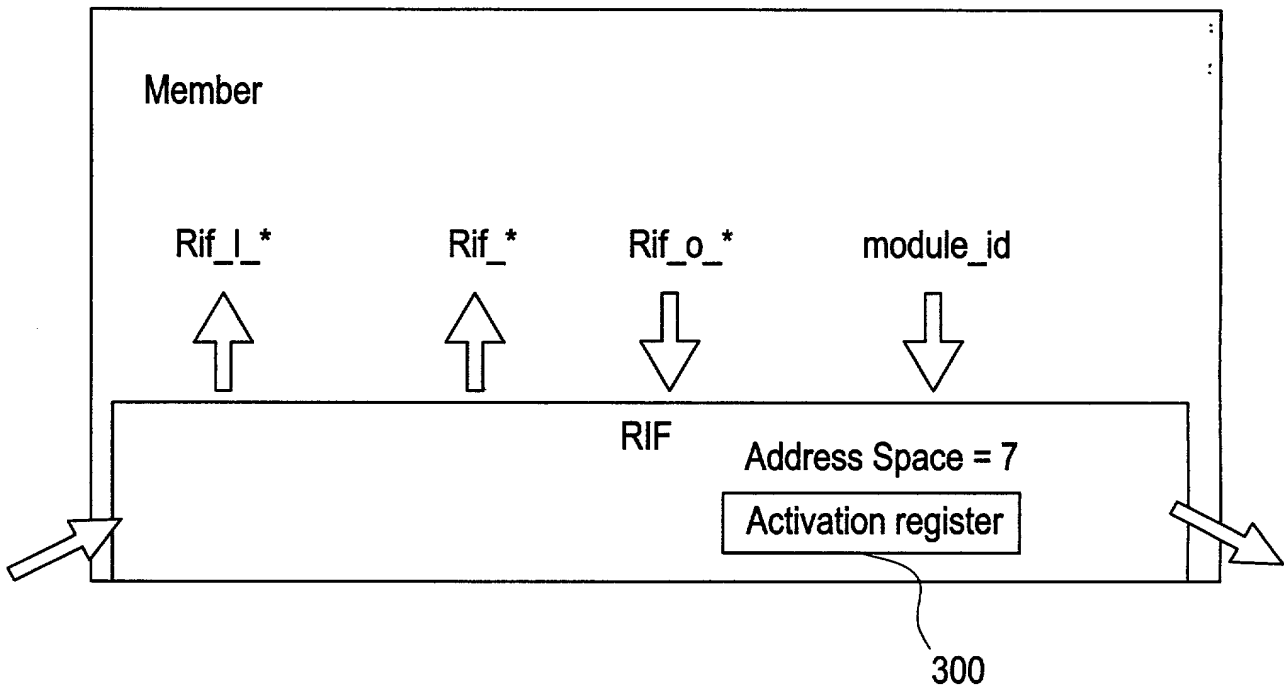 Member
Rif_I_* Rif_* Rif_o_* module_id
RIF
Address Space = 7
Activation register
300